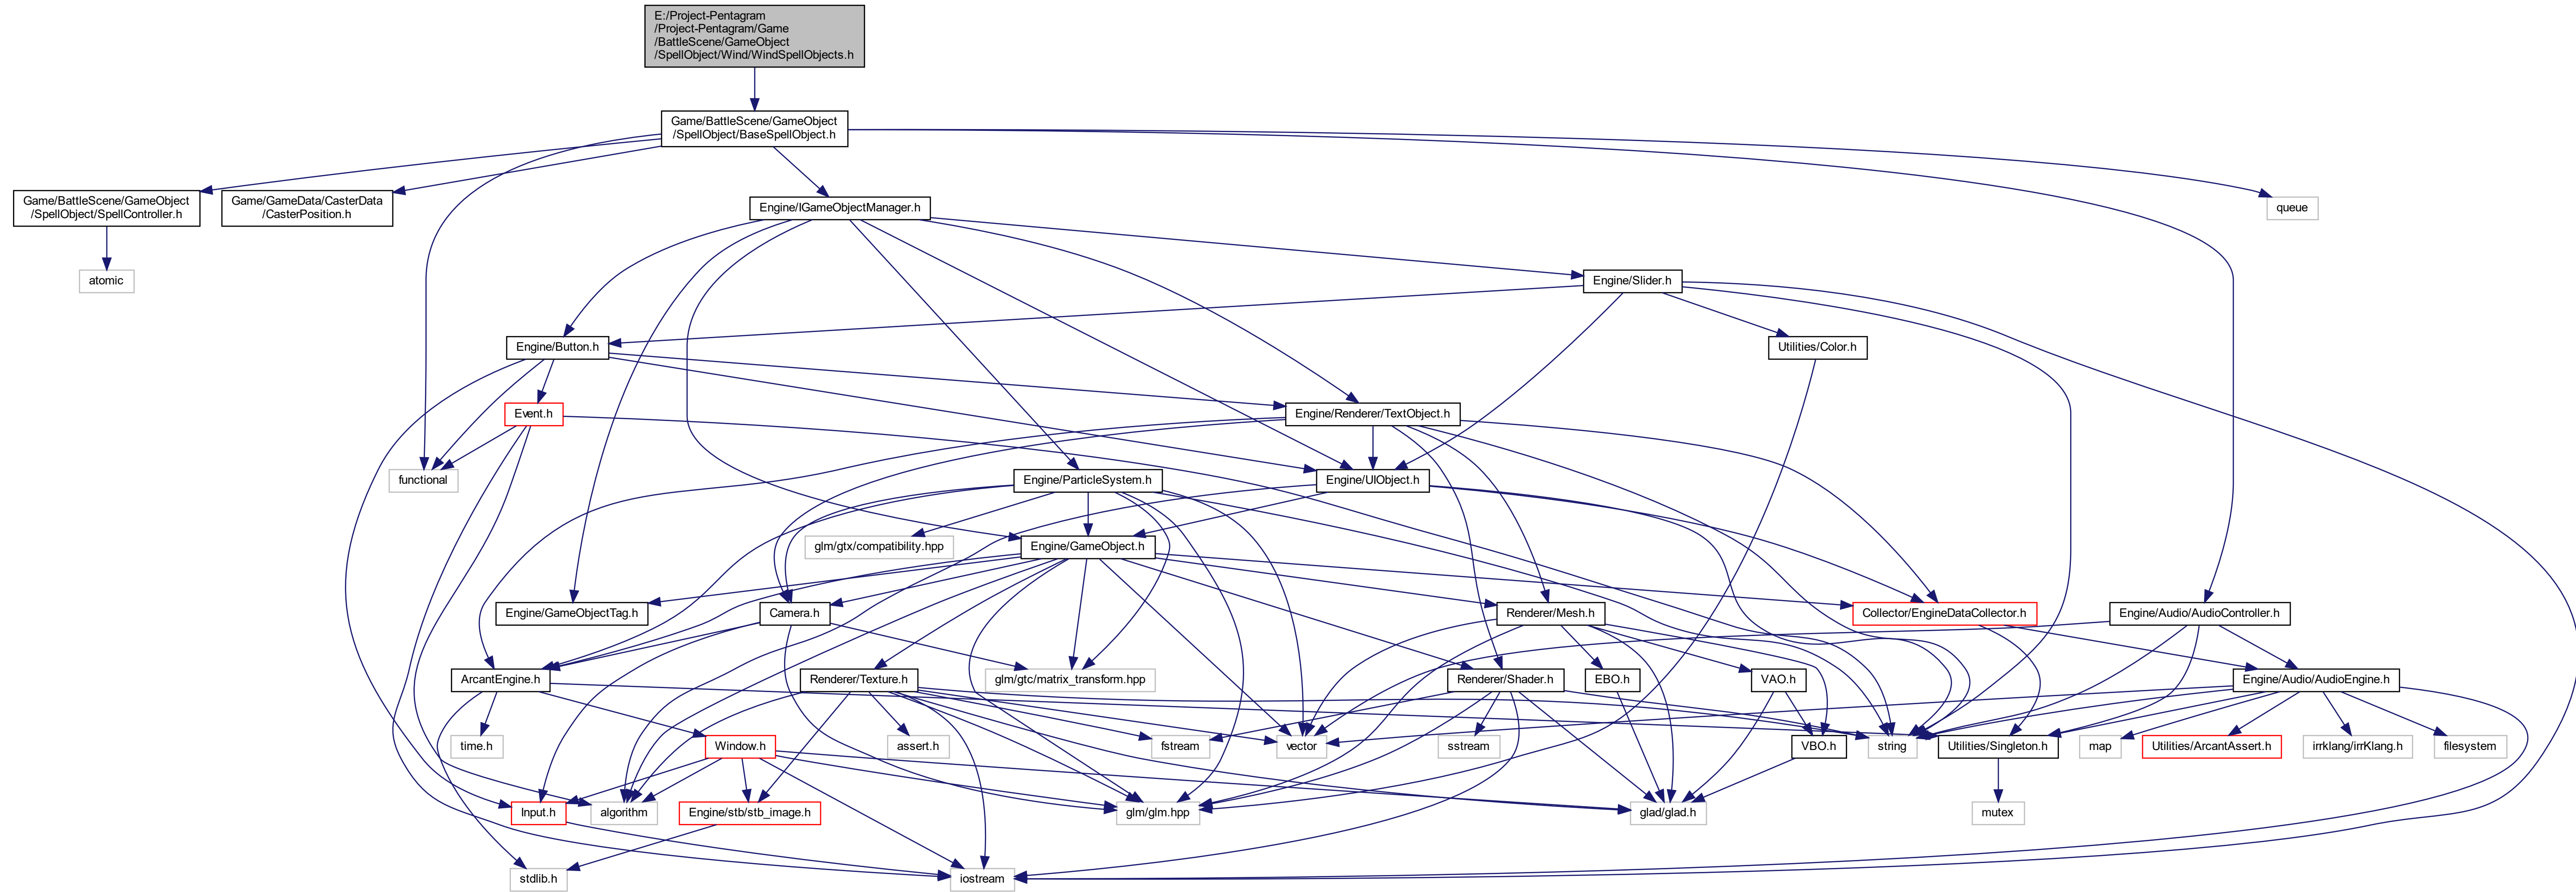 E:/Project-Pentagram
/Project-Pentagram/Game
/BattleScene/GameObject
/SpellObject/Wind/WindSpellObjects.h
Game/BattleScene/GameObject
/SpellObject/BaseSpellObject.h
Game/BattleScene/GameObject
/SpellObject/SpellController.h
Game/GameData/CasterData
/CasterPosition.h
Engine/IGameObjectManager.h
queue
atomic
Engine/Slider.h
Engine/Button.h
Utilities/Color.h
Event.h
Engine/Renderer/TextObject.h
functional
Engine/ParticleSystem.h
Engine/UIObject.h
glm/gtx/compatibility.hpp
Engine/GameObject.h
Engine/GameObjectTag.h
Camera.h
Renderer/Mesh.h
Collector/EngineDataCollector.h
Engine/Audio/AudioController.h
ArcantEngine.h
Renderer/Texture.h
glm/gtc/matrix_transform.hpp
Renderer/Shader.h
EBO.h
VAO.h
Engine/Audio/AudioEngine.h
time.h
Window.h
assert.h
fstream
vector
sstream
VBO.h
string
Utilities/Singleton.h
map
Utilities/ArcantAssert.h
irrklang/irrKlang.h
filesystem
Input.h
algorithm
Engine/stb/stb_image.h
glm/glm.hpp
glad/glad.h
mutex
stdlib.h
iostream